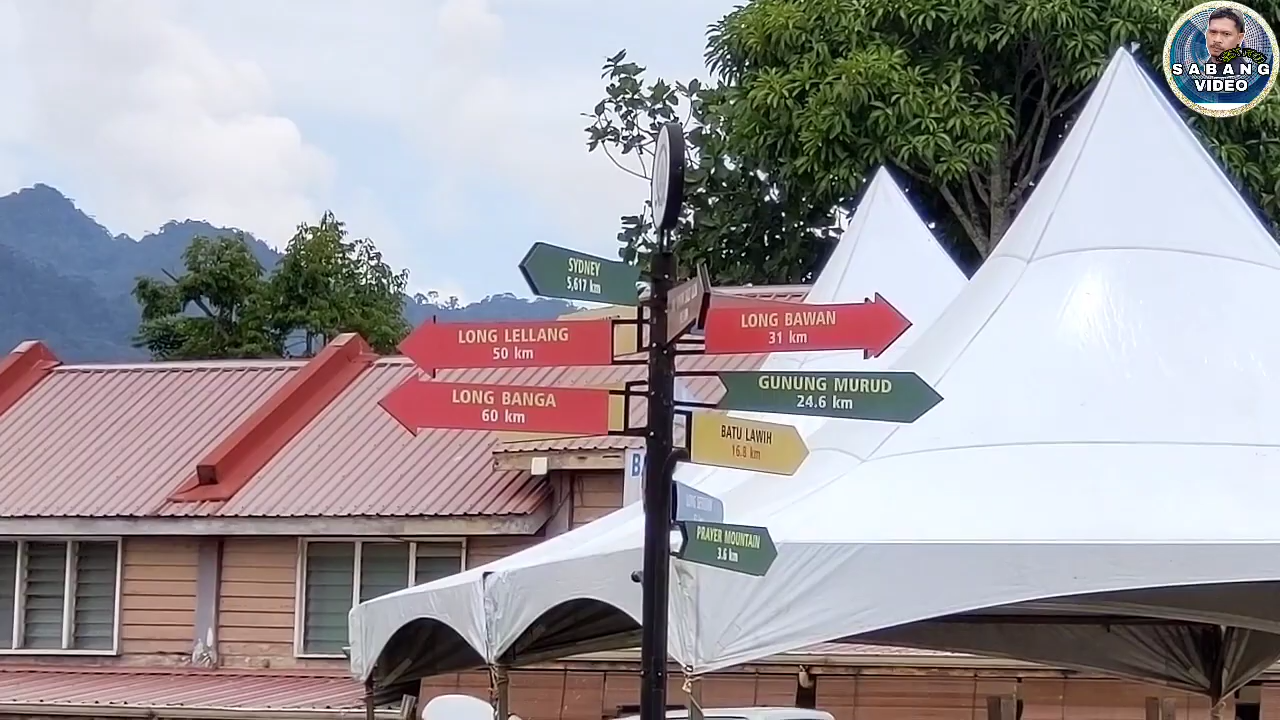 SABANG
VIDEO
SYDNEY
5,617 km
LONG LELLANG
50 km
LONG BAWAN
31 km
LONG BANGA
60 km
GUNUNG MURUD
24.6 km
BATU LAWIH
16.8 km
B
PRAYER MOUNTAIN
3.6 km